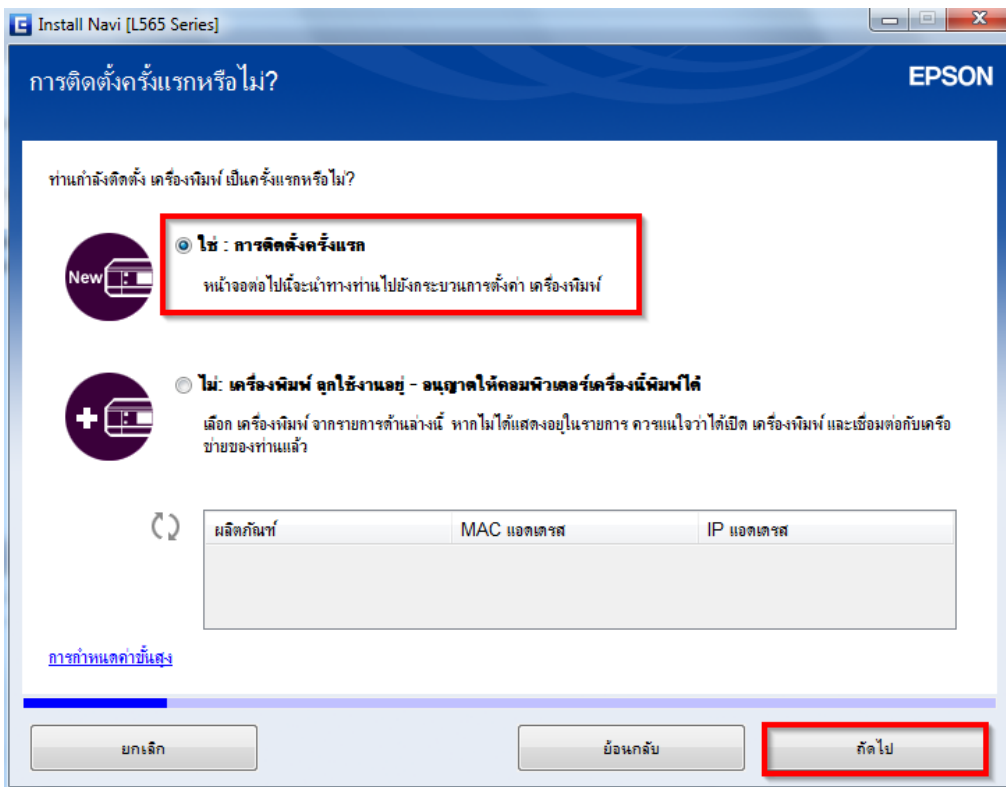 Install Navi [L565 Series]
การติดตั้งครั้งแรกหรือไม่?
EPSON
ท่านกำลังติดตั้ง เครื่องพิมพ์ เป็นครั้งแรกหรือไม่?
New
ใช่ : การติดตั้งครั้งแรก
หน้าจอต่อไปนี้จะนำทางท่านไปยังกระบวนการตั้งค่า เครื่องพิมพ์
ไม่: เครื่องพิมพ์ ถูกใช้งานอยู่ - อนุญาตให้คอมพิวเตอร์เครื่องนี้พิมพ์ได้
เลือก เครื่องพิมพ์ จากรายการด้านล่างนี้ หากไม่ได้แสดงอยู่ในรายการ ควรแน่ใจว่าได้เปิด เครื่องพิมพ์ และเชื่อมต่อกับเครือ
ข่ายของท่านแล้ว
ผลิตภัณฑ์ MAC แอดเดรส IP แอดเดรส
การกำหนดค่าขั้นสูง
ยกเลิก ย้อนกลับ ถัดไป